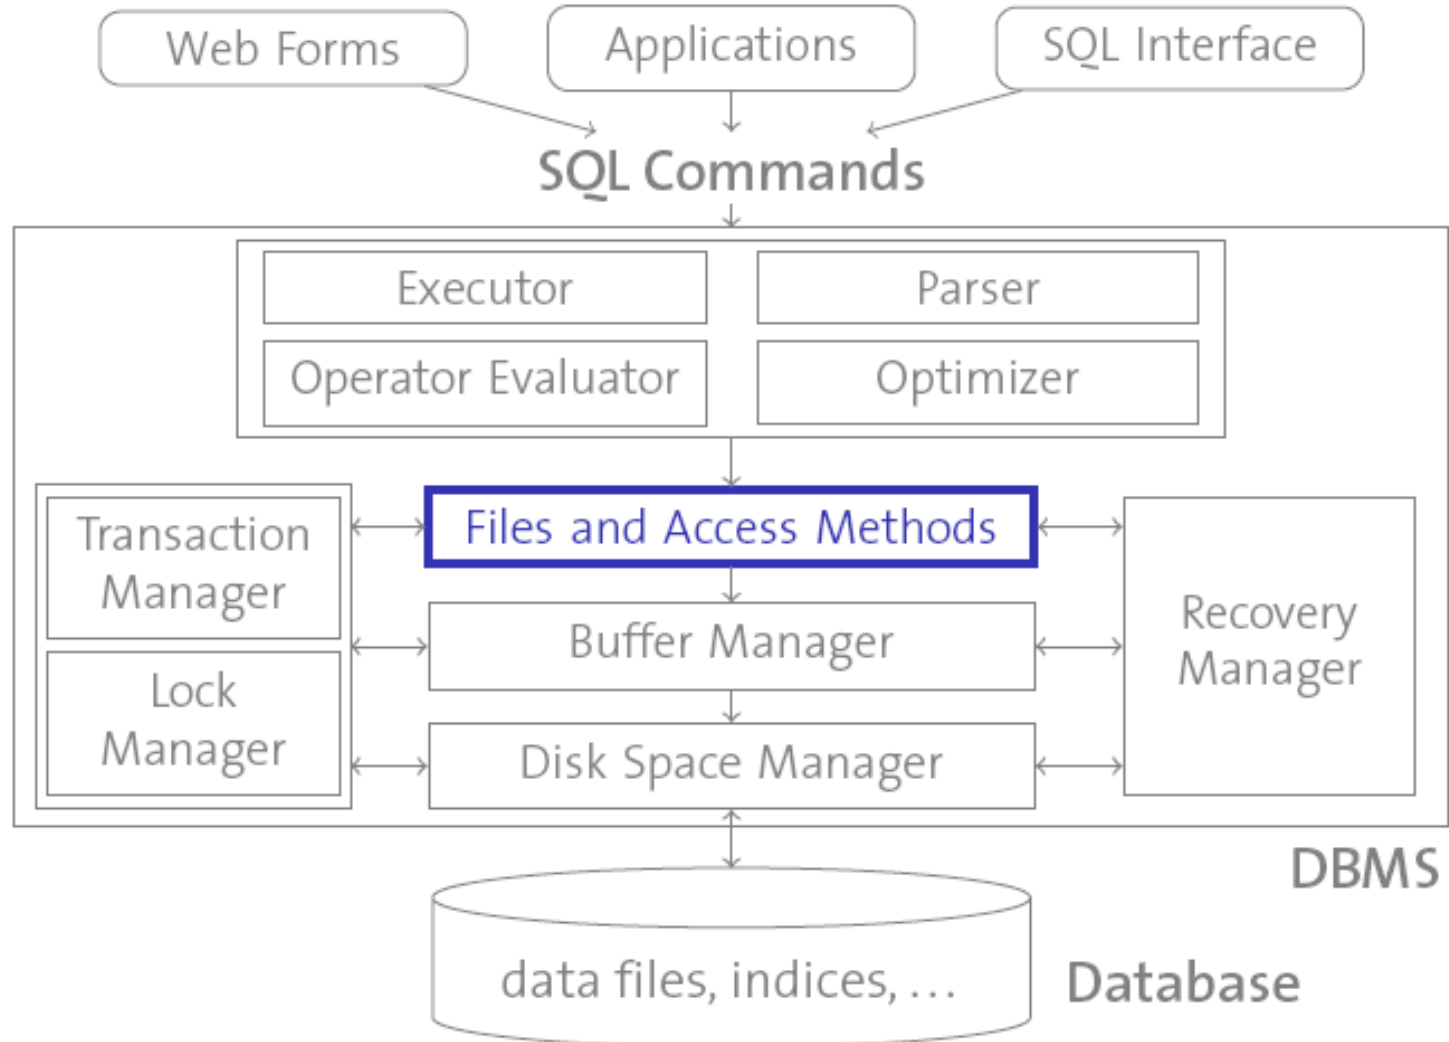 Web Forms
Applications
SQL Interface
SQL Commands
Executor
Parser
Operator Evaluator
Optimizer
Transaction
Manager
Files and Access Methods
Recovery
Manager
Buffer Manager
Lock
Manager
Disk Space Manager
DBMS
data files, indices, …
Database